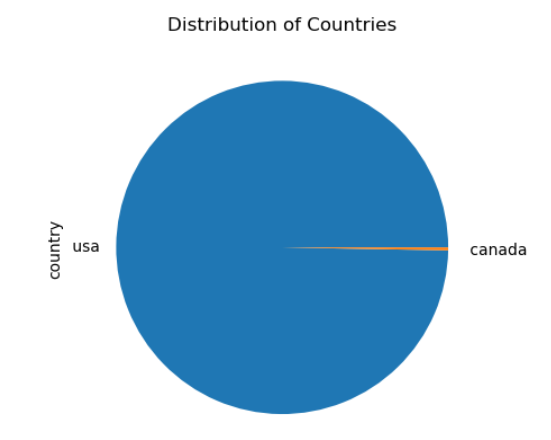 Distribution of Countries
country
usa
canada